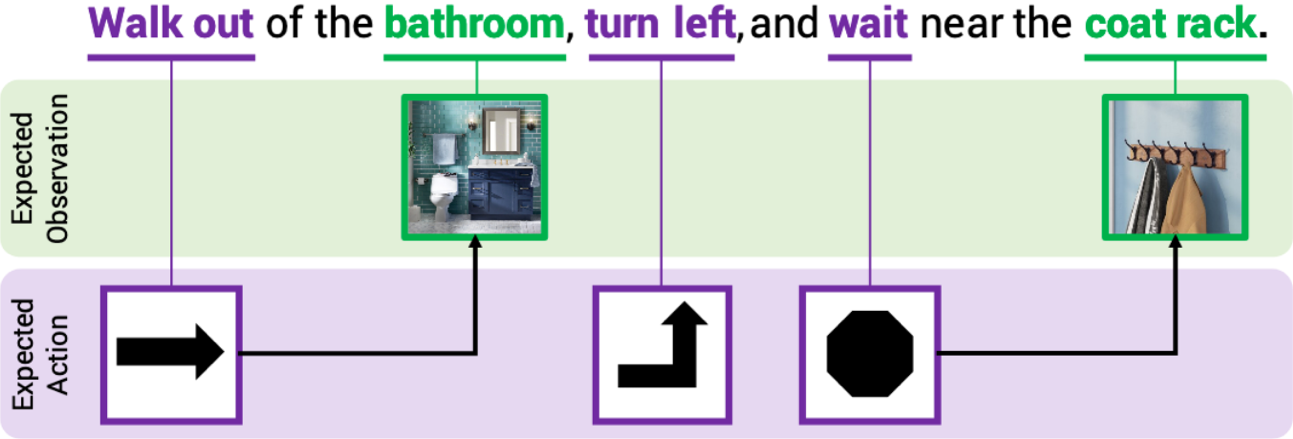 Walk out of the bathroom, turn left, and wait near the coat rack.
Expected
Observation
Expected
Action